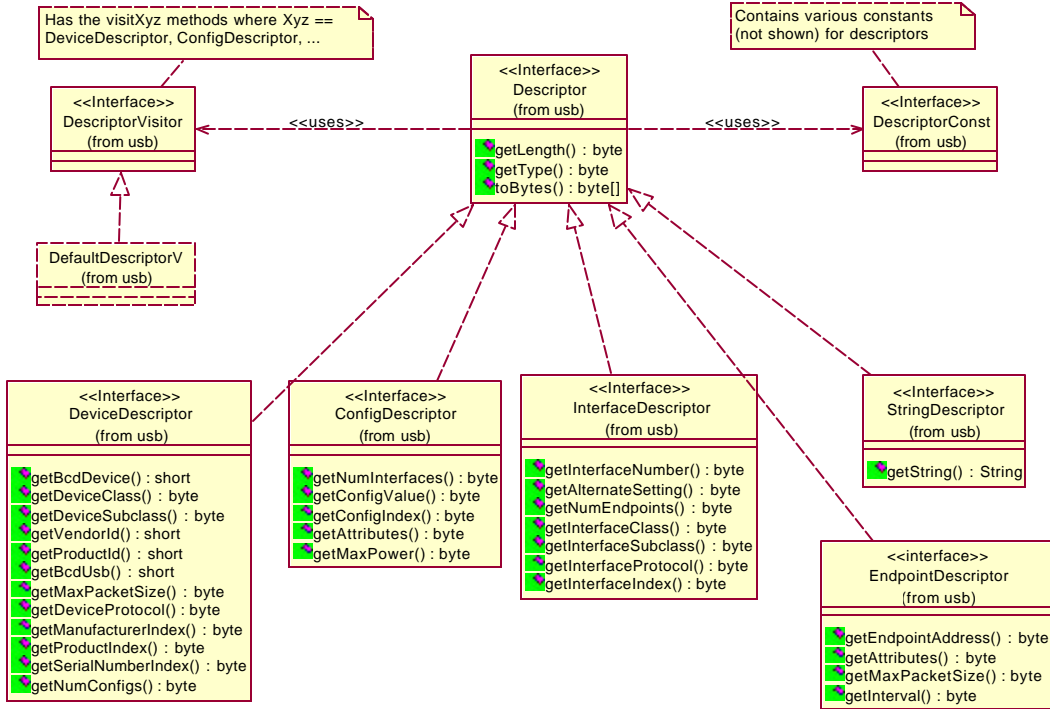 Has the visitXyz methods where Xyz ==
DeviceDescriptor, ConfigDescriptor, ...
Contains various constants
(not shown) for descriptors
<<Interface>>
DescriptorVisitor
(from usb)
<<uses>>
<<Interface>>
Descriptor
(from usb)
getLength() : byte
getType() : byte
toBytes() : byte[]
<<uses>>
<<Interface>>
DescriptorConst
(from usb)
DefaultDescriptorV
(from usb)
<<Interface>>
DeviceDescriptor
(from usb)
getBcdDevice() : short
getDeviceClass() : byte
getDeviceSubclass() : byte
getVendorId() : short
getProductId() : short
getBcdUsb() : short
getMaxPacketSize() : byte
getDeviceProtocol() : byte
getManufacturerIndex() : byte
getProductIndex() : byte
getSerialNumberIndex() : byte
getNumConfigs() : byte
<<Interface>>
ConfigDescriptor
(from usb)
getNumInterfaces() : byte
getConfigValue() : byte
getConfigIndex() : byte
getAttributes() : byte
getMaxPower() : byte
<<Interface>>
InterfaceDescriptor
(from usb)
getInterfaceNumber() : byte
getAlternateSetting() : byte
getNumEndpoints() : byte
getInterfaceClass() : byte
getInterfaceSubclass() : byte
getInterfaceProtocol() : byte
getInterfaceIndex() : byte
<<Interface>>
StringDescriptor
(from usb)
getString() : String
<<interface>>
EndpointDescriptor
(from usb)
getEndpointAddress() : byte
getAttributes() : byte
getMaxPacketSize() : byte
getInterval() : byte